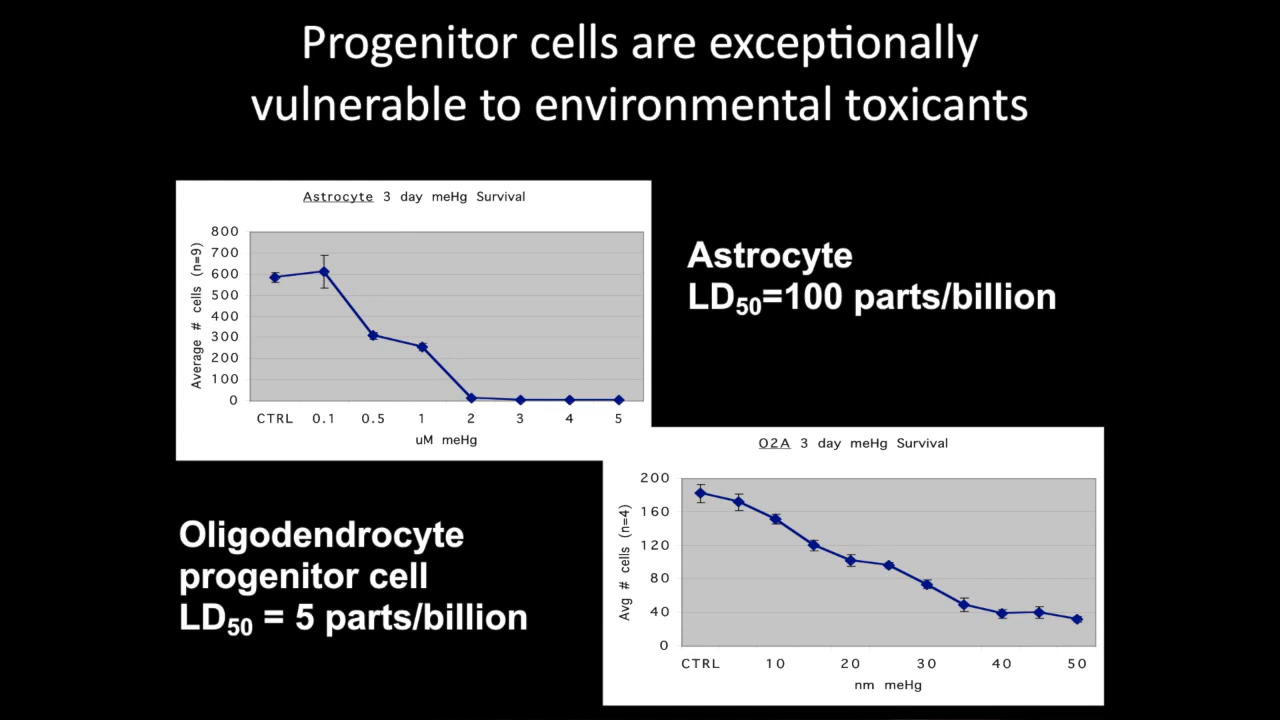 Progenitor cells are exceptionally
vulnerable to environmental toxicants
Astrocyte 3 day meHg Survival
Average # cells (n=9)
800
700
600
500
400
300
200
100
0
CTRL 0.1 0.5 1 2 3 4 5
uM meHg
Astrocyte
LD50=100 parts/billion
Oligodendrocyte
progenitor cell
LD50 = 5 parts/billion
O2A 3 day meHg Survival
Avg # cells (n=4)
200
160
120
80
40
0
CTRL 10 20 30 40 50
nm meHg